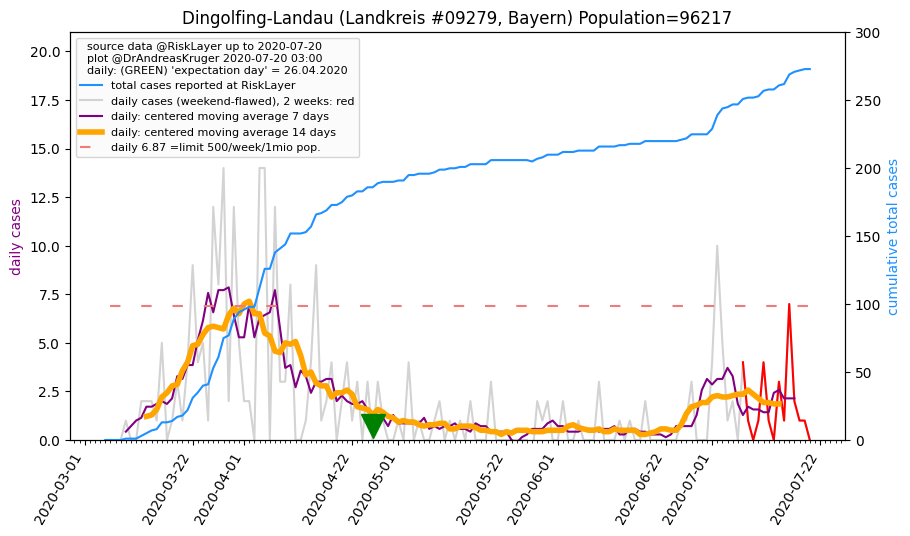 Dingolfing-Landau (Landkreis #09279, Bayern) Population=96217
source data @RiskLayer up to 2020-07-20
plot @DrAndreasKruger 2020-07-20 03:00
daily: (GREEN) 'expectation day' = 26.04.2020
total cases reported at RiskLayer
daily cases (weekend-flawed), 2 weeks: red
daily: centered moving average 7 days
daily: centered moving average 14 days
daily 6.87 =limit 500/week/1mio pop.
daily cases
20.0
17.5
15.0
12.5
10.0
7.5
5.0
2.5
0.0
300
250
200
150
100
50
0
cumulative total cases
2020-03-01
2020-03-22
2020-04-01
2020-04-22
2020-05-01
2020-05-22
2020-06-01
2020-06-22
2020-07-01
2020-07-22